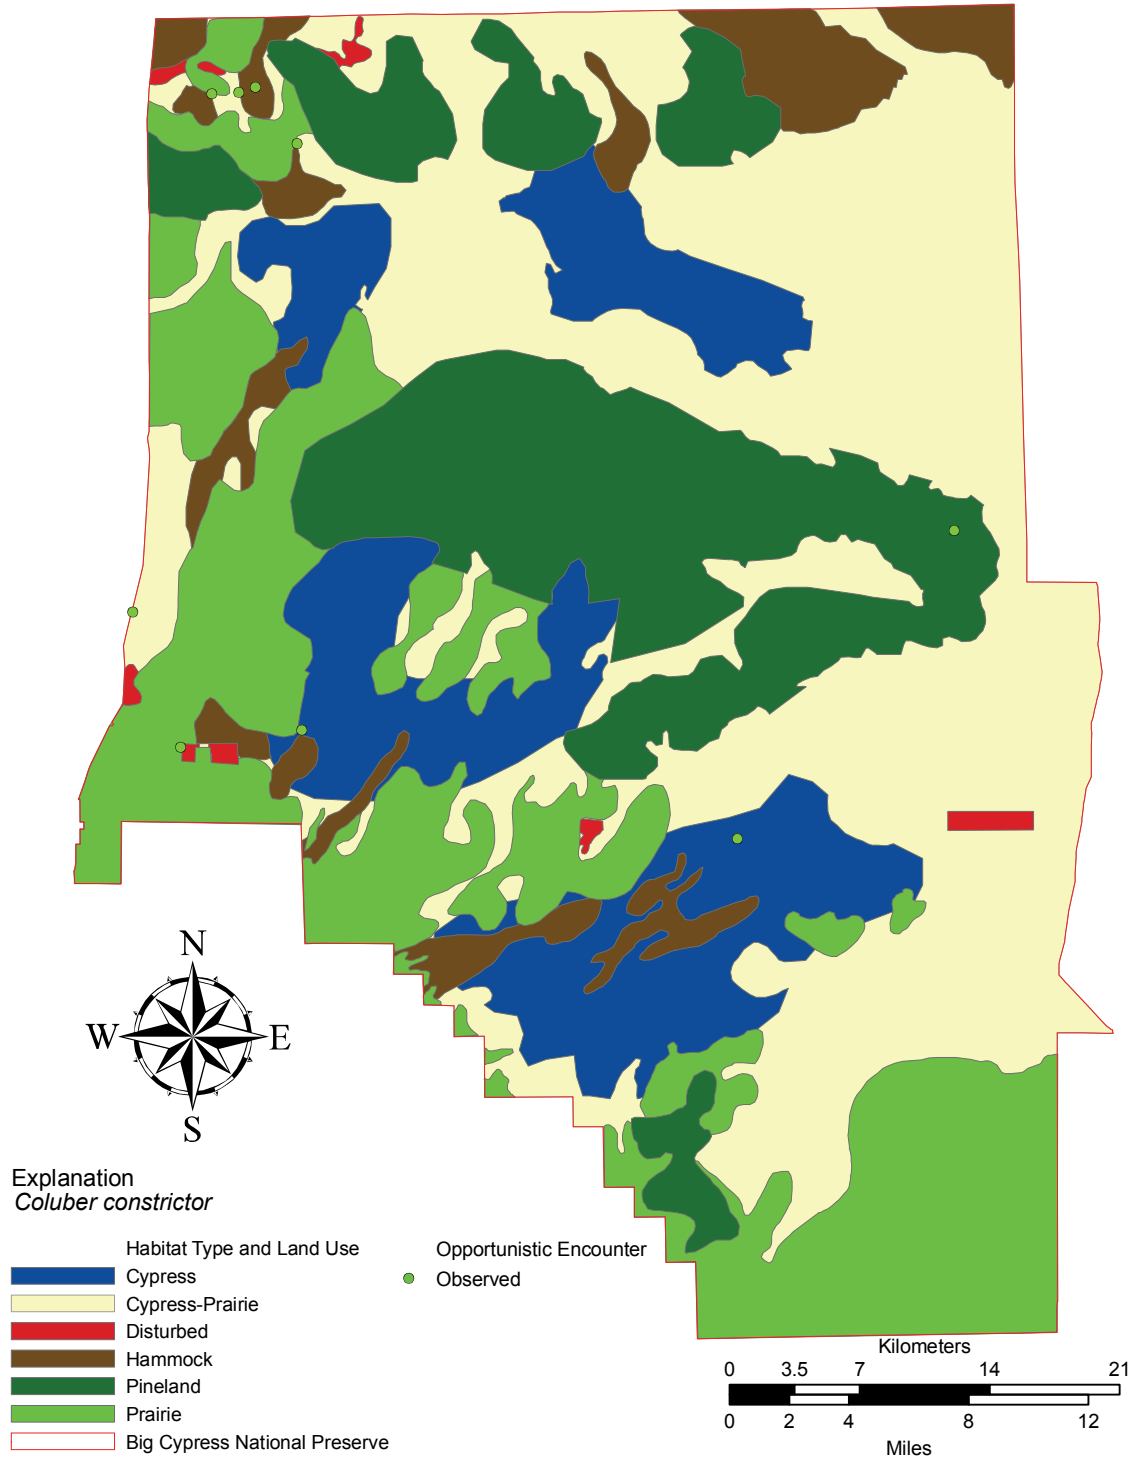 N
W
E
S
Explanation
Coluber constrictor
Habitat Type and Land Use
Cypress
Cypress-Prairie
Disturbed
Hammock
Pineland
Prairie
Big Cypress National Preserve
Opportunistic Encounter
Observed
Kilometers
0 3.5 7 14 21
0 2 4 8 12
Miles